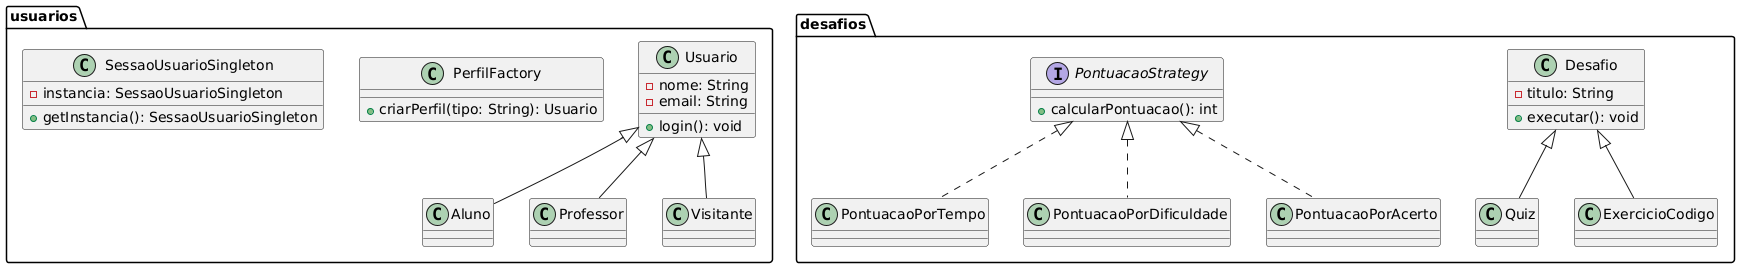 usuarios
C SessaoUsuarioSingleton
instancia: SessaoUsuarioSingleton
getInstancia(): SessaoUsuarioSingleton
C PerfilFactory
criarPerfil(tipo: String): Usuario
C Usuario
nome: String
email: String
login(): void
C Aluno
C Professor
C Visitante
desafios
I PontuacaoStrategy
calcularPontuacao(): int
C Desafio
titulo: String
executar(): void
C PontuacaoPorTempo
C PontuacaoPorDificuldade
C PontuacaoPorAcerto
C Quiz
C ExercicioCodigo